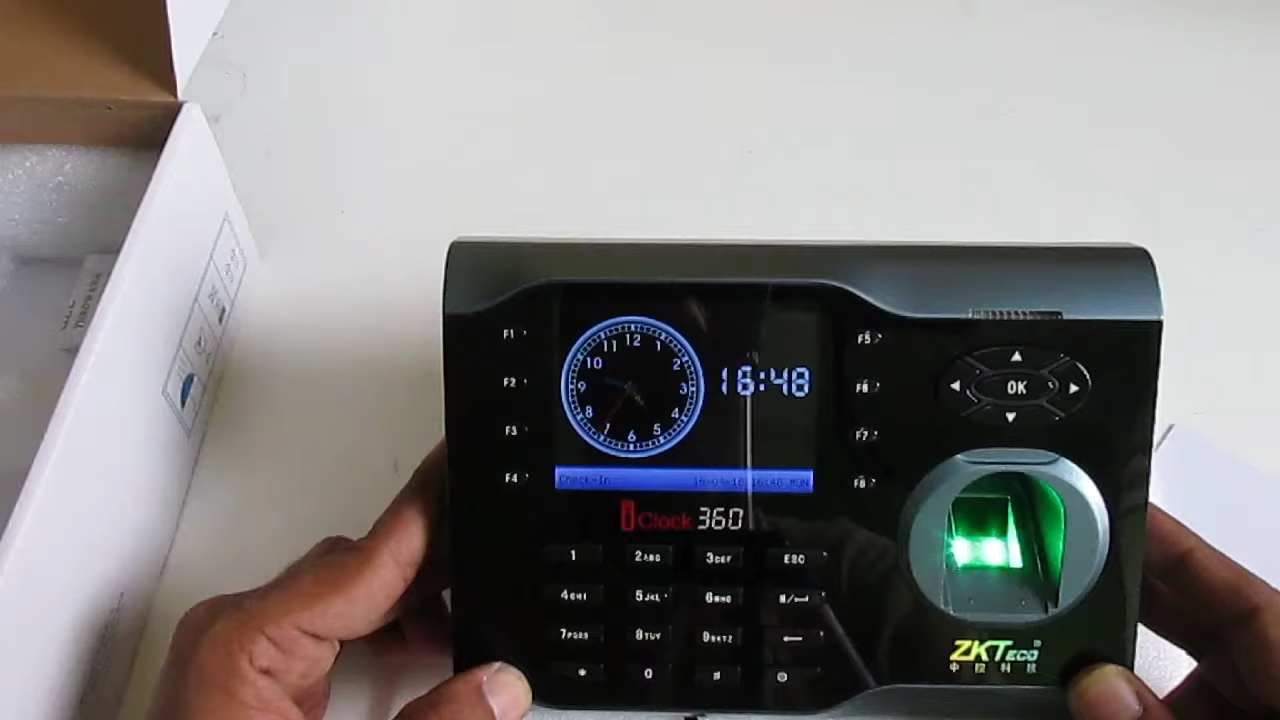 F1
F2
F3
F4
12
1
2
3
4
5
6
7
8
9
10
11
16:48
Check-In
F5
F6
F7
F8
OK
iClock 360
1 2ABC 3DEF ESC
4GHI 5JKL 6MNO M/
7PQRS 8TUV 9WXYZ
* 0 #
ZKTECO
中控科技